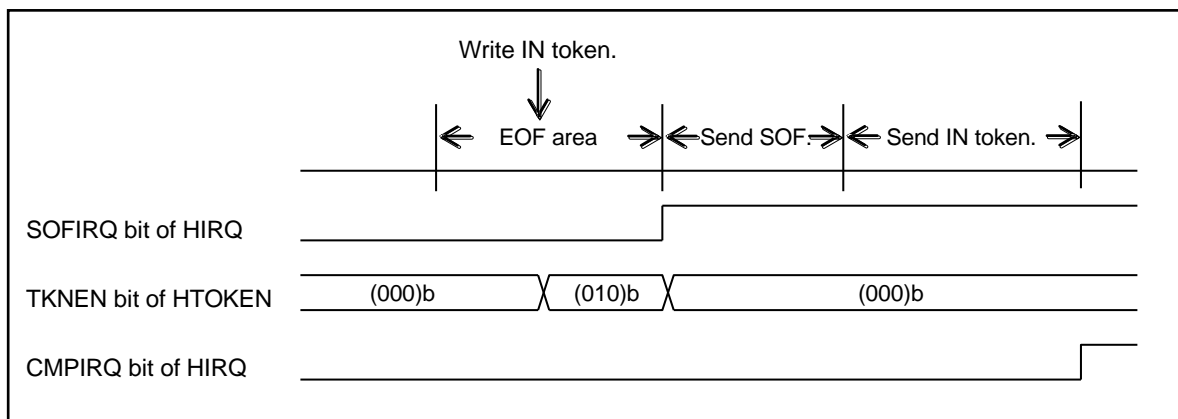 Write IN token.
EOF area
Send SOF.
Send IN token.
SOFIRQ bit of HIRQ
TKNEN bit of HTOKEN
(000)b
(010)b
(000)b
CMPIRQ bit of HIRQ